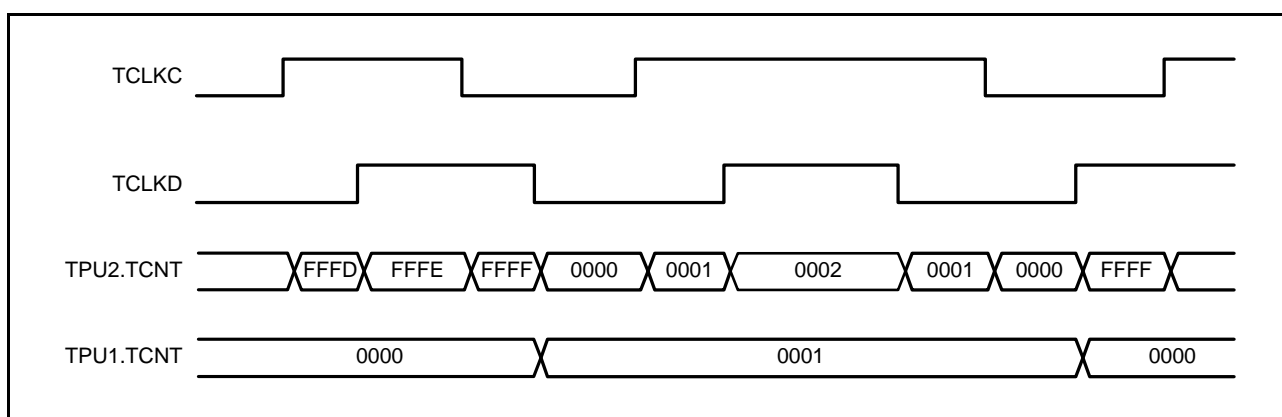 TCLKC
TCLKD
TPU2.TCNT FFFD FFFE FFFF 0000 0001 0002 0001 0000 FFFF
TPU1.TCNT 0000 0001 0000